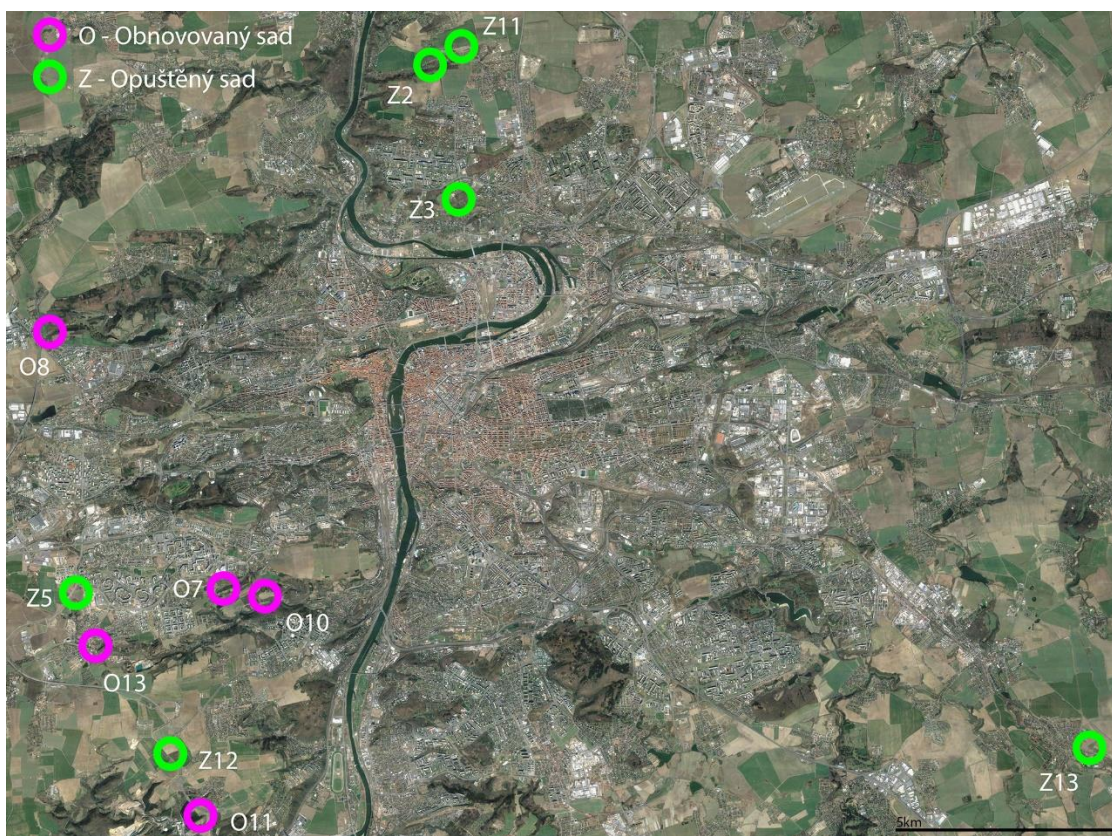 O - Obnovovaný sad
Z - Opuštěný sad
Z11
Z2
Z3
O8
Z5
O7
O10
O13
Z12
O11
Z13
5km